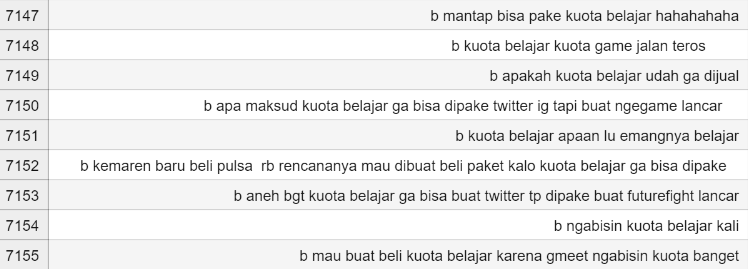 7147 b mantap bisa pake kuota belajar hahahahaha
7148 b kuota belajar kuota game jalan teros
7149 b apakah kuota belajar udah ga dijual
7150 b apa maksud kuota belajar ga bisa dipake twitter ig tapi buat ngegame lancar
7151 b kuota belajar apaan lu emangnya belajar
7152 b kemaren baru beli pulsa  rb rencananya mau dibuat beli paket kalo kuota belajar ga bisa dipake
7153 b aneh bgt kuota belajar ga bisa buat twitter tp dipake buat futurefight lancar
7154 b ngabisin kuota belajar kali
7155 b mau buat beli kuota belajar karena gmeet ngabisin kuota banget